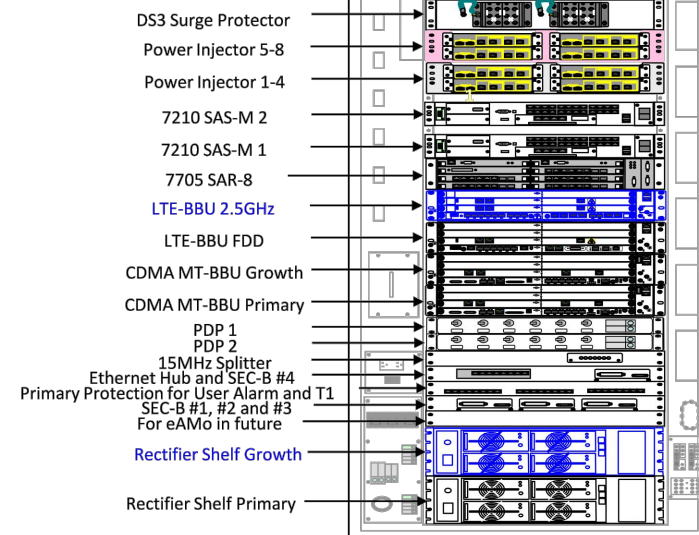 DS3 Surge Protector
Power Injector 5-8
Power Injector 1-4
1
7210 SAS-M 2
7210 SAS-M 1
7705 SAR-8
LTE-BBU 2.5GHz
LTE-BBU FDD
CDMA MT-BBU Growth
CDMA MT-BBU Primary
PDP 1
PDP 2
15MHz Splitter
Ethernet Hub and SEC-B #4
Primary Protection for User Alarm and T1
SEC-B #1, #2 and #3
For eAMo in future
Rectifier Shelf Growth
Rectifier Shelf Primary